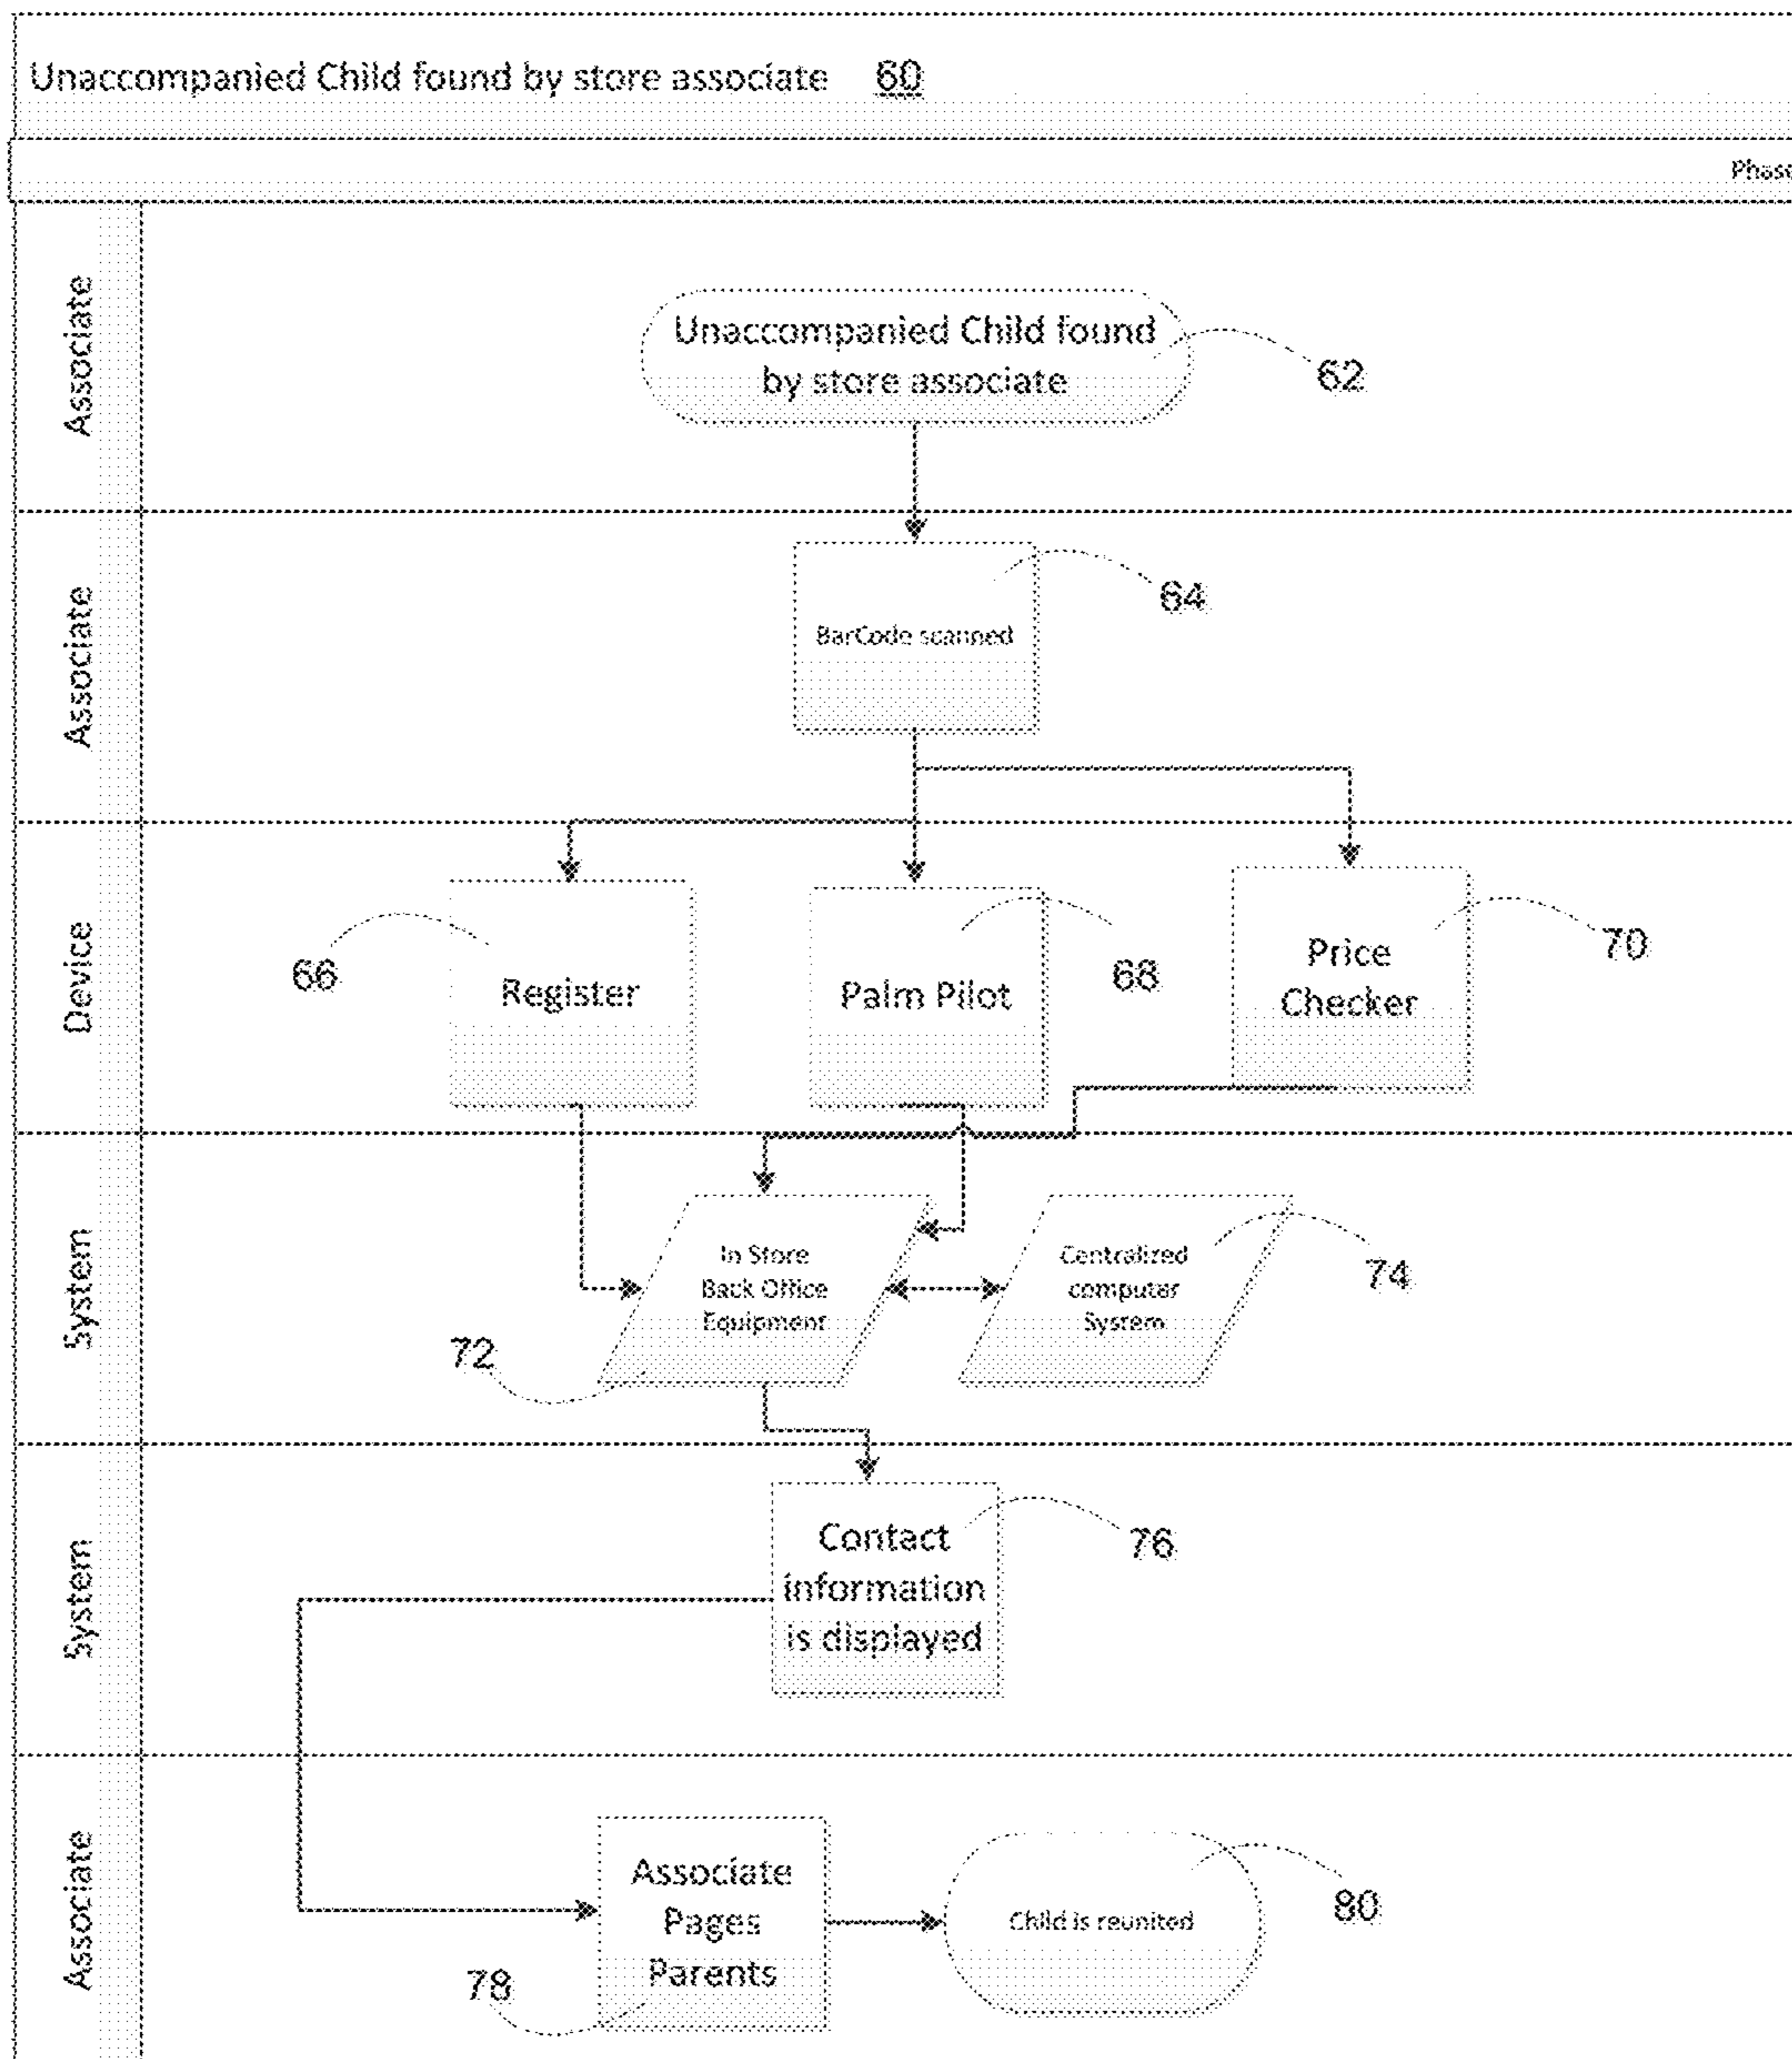 Unaccompanied Child found by store associate 60
Phase
Associate
Unaccompanied Child found
by store associate
62
Associate
BarCode scanned
64
Device
66
Register
Palm Pilot
68
Price
Checker
70
System
In Store
Back Office
Equipment
72
Centralized
computer
System
74
System
Contact
information
is displayed
76
Associate
Associate
Pages
Parents
78
Child is reunited
80